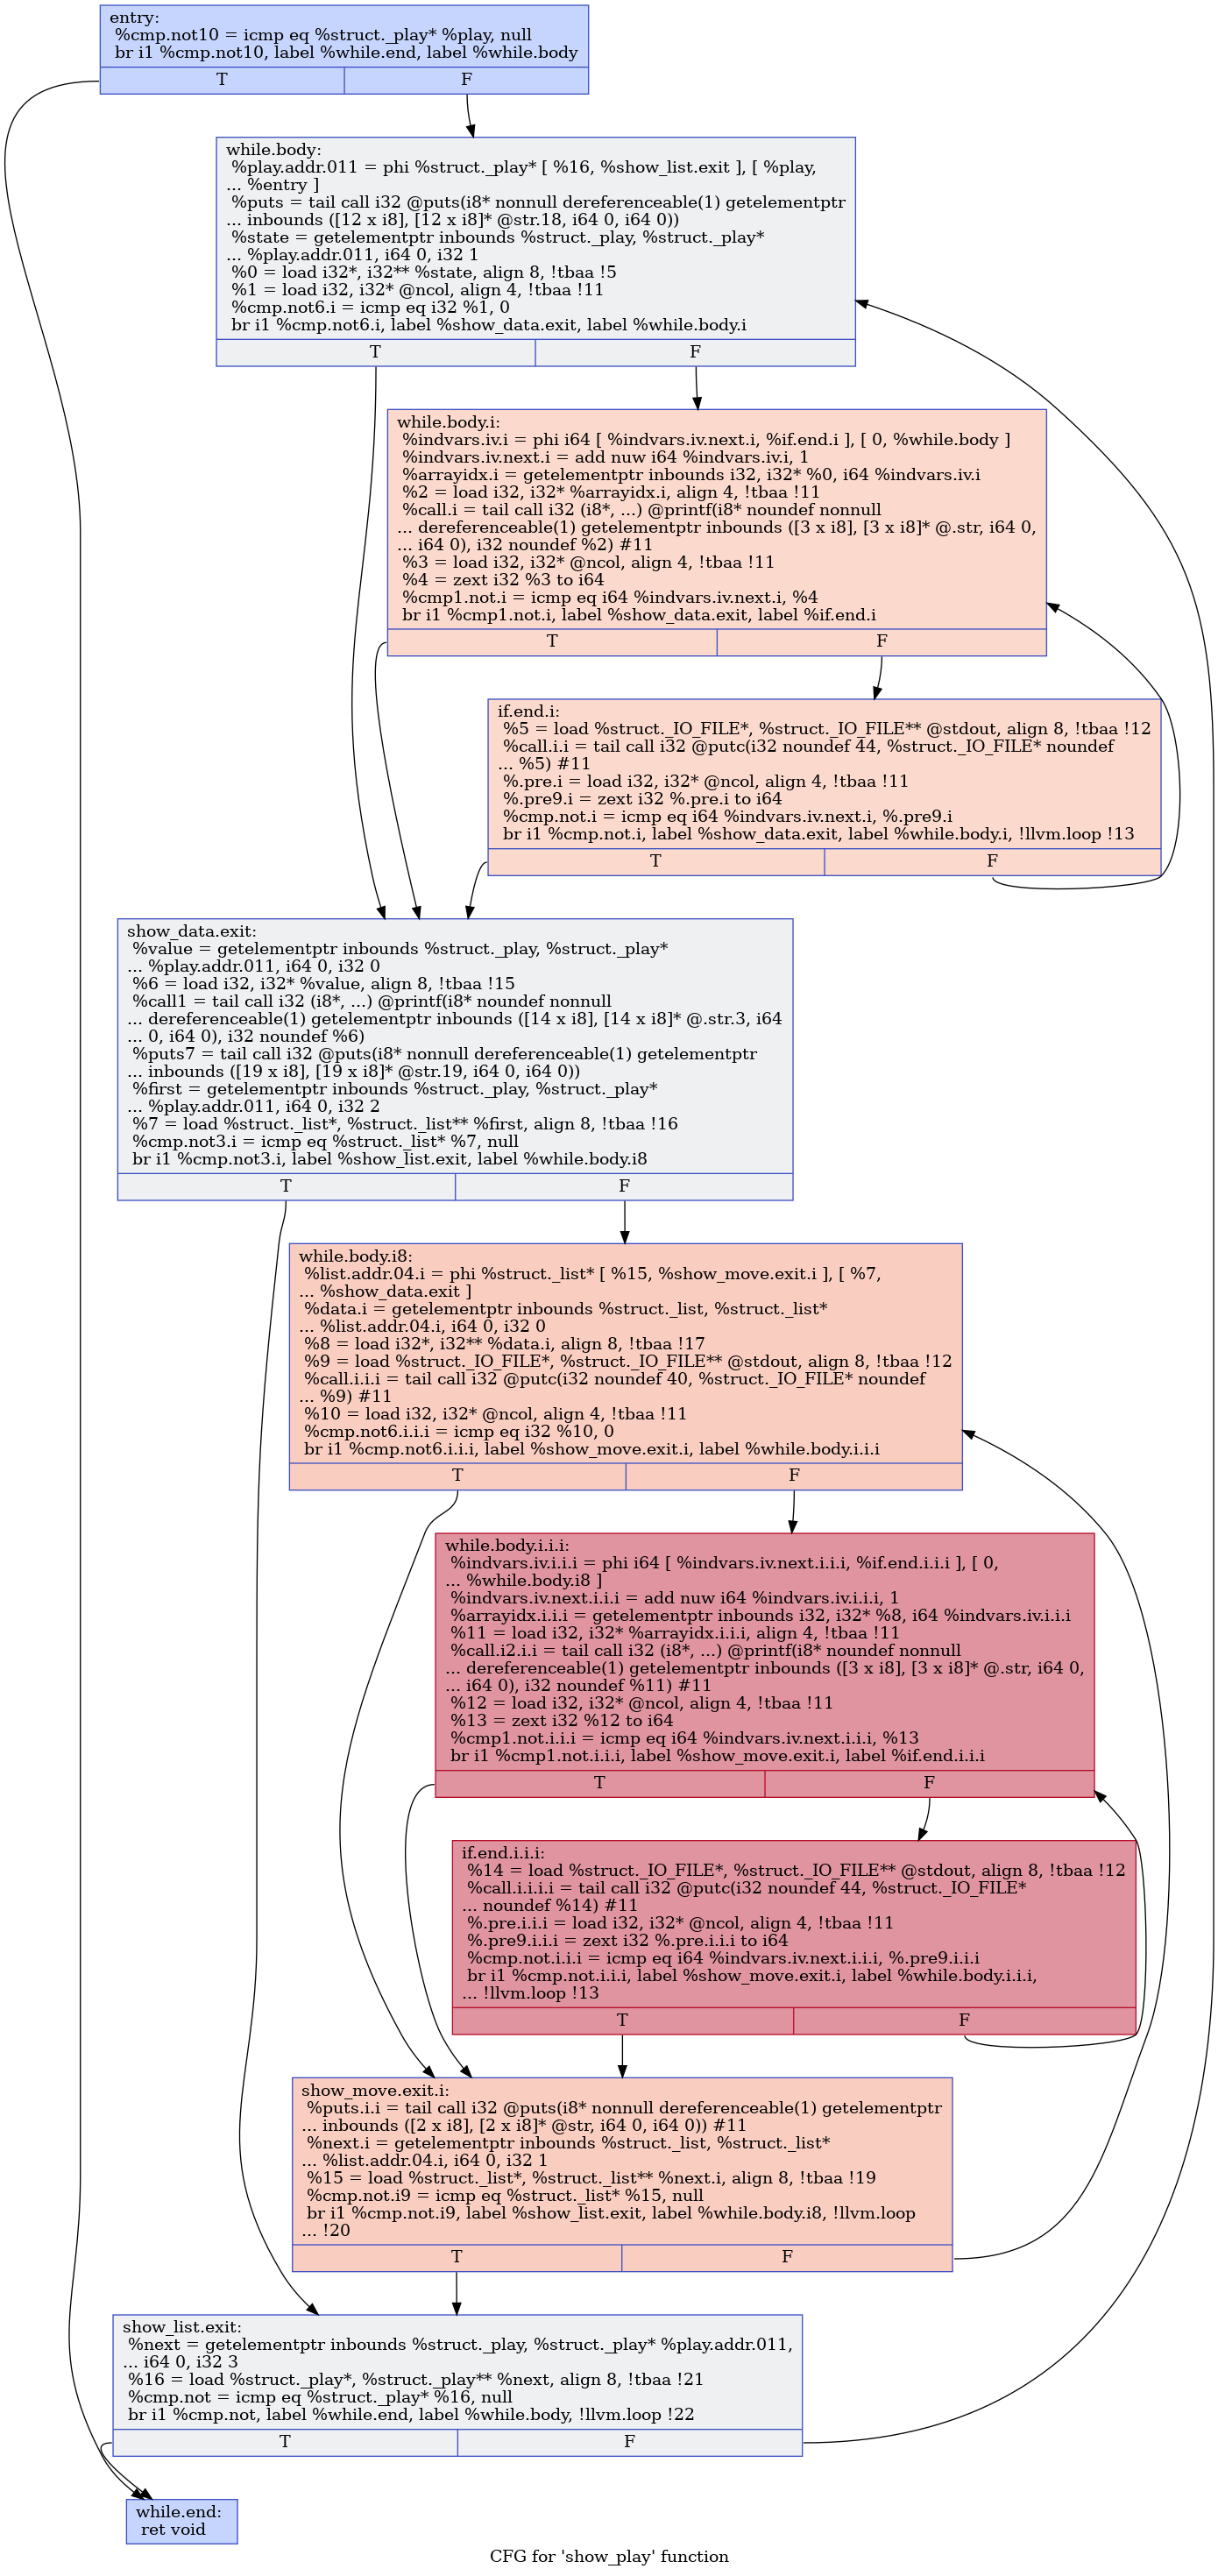 entry:
%cmp.not10 = icmp eq %struct._play* %play, null
br i1 %cmp.not10, label %while.end, label %while.body
T
F
while.body:
%play.addr.011 = phi %struct._play* [ %16, %show_list.exit ], [ %play,
... %entry ]
%puts = tail call i32 @puts(i8* nonnull dereferenceable(1) getelementptr
... inbounds ([12 x i8], [12 x i8]* @str.18, i64 0, i64 0))
%state = getelementptr inbounds %struct._play, %struct._play*
... %play.addr.011, i64 0, i32 1
%0 = load i32*, i32** %state, align 8, !tbaa !5
%1 = load i32, i32* @ncol, align 4, !tbaa !11
%cmp.not6.i = icmp eq i32 %1, 0
br i1 %cmp.not6.i, label %show_data.exit, label %while.body.i
T
F
while.body.i:
%indvars.iv.i = phi i64 [ %indvars.iv.next.i, %if.end.i ], [ 0, %while.body ]
%indvars.iv.next.i = add nuw i64 %indvars.iv.i, 1
%arrayidx.i = getelementptr inbounds i32, i32* %0, i64 %indvars.iv.i
%2 = load i32, i32* %arrayidx.i, align 4, !tbaa !11
%call.i = tail call i32 (i8*, ...) @printf(i8* noundef nonnull
... dereferenceable(1) getelementptr inbounds ([3 x i8], [3 x i8]* @.str, i64 0,
... i64 0), i32 noundef %2) #11
%3 = load i32, i32* @ncol, align 4, !tbaa !11
%4 = zext i32 %3 to i64
%cmp1.not.i = icmp eq i64 %indvars.iv.next.i, %4
br i1 %cmp1.not.i, label %show_data.exit, label %if.end.i
T
F
if.end.i:
%5 = load %struct._IO_FILE*, %struct._IO_FILE** @stdout, align 8, !tbaa !12
%call.i.i = tail call i32 @putc(i32 noundef 44, %struct._IO_FILE* noundef
... %5) #11
%.pre.i = load i32, i32* @ncol, align 4, !tbaa !11
%.pre9.i = zext i32 %.pre.i to i64
%cmp.not.i = icmp eq i64 %indvars.iv.next.i, %.pre9.i
br i1 %cmp.not.i, label %show_data.exit, label %while.body.i, !llvm.loop !13
T
F
show_data.exit:
%value = getelementptr inbounds %struct._play, %struct._play*
... %play.addr.011, i64 0, i32 0
%6 = load i32, i32* %value, align 8, !tbaa !15
%call1 = tail call i32 (i8*, ...) @printf(i8* noundef nonnull
... dereferenceable(1) getelementptr inbounds ([14 x i8], [14 x i8]* @.str.3, i64
... 0, i64 0), i32 noundef %6)
%puts7 = tail call i32 @puts(i8* nonnull dereferenceable(1) getelementptr
... inbounds ([19 x i8], [19 x i8]* @str.19, i64 0, i64 0))
%first = getelementptr inbounds %struct._play, %struct._play*
... %play.addr.011, i64 0, i32 2
%7 = load %struct._list*, %struct._list** %first, align 8, !tbaa !16
%cmp.not3.i = icmp eq %struct._list* %7, null
br i1 %cmp.not3.i, label %show_list.exit, label %while.body.i8
T
F
while.body.i8:
%list.addr.04.i = phi %struct._list* [ %15, %show_move.exit.i ], [ %7,
... %show_data.exit ]
%data.i = getelementptr inbounds %struct._list, %struct._list*
... %list.addr.04.i, i64 0, i32 0
%8 = load i32*, i32** %data.i, align 8, !tbaa !17
%9 = load %struct._IO_FILE*, %struct._IO_FILE** @stdout, align 8, !tbaa !12
%call.i.i.i = tail call i32 @putc(i32 noundef 40, %struct._IO_FILE* noundef
... %9) #11
%10 = load i32, i32* @ncol, align 4, !tbaa !11
%cmp.not6.i.i.i = icmp eq i32 %10, 0
br i1 %cmp.not6.i.i.i, label %show_move.exit.i, label %while.body.i.i.i
T
F
while.body.i.i.i:
%indvars.iv.i.i.i = phi i64 [ %indvars.iv.next.i.i.i, %if.end.i.i.i ], [ 0,
... %while.body.i8 ]
%indvars.iv.next.i.i.i = add nuw i64 %indvars.iv.i.i.i, 1
%arrayidx.i.i.i = getelementptr inbounds i32, i32* %8, i64 %indvars.iv.i.i.i
%11 = load i32, i32* %arrayidx.i.i.i, align 4, !tbaa !11
%call.i2.i.i = tail call i32 (i8*, ...) @printf(i8* noundef nonnull
... dereferenceable(1) getelementptr inbounds ([3 x i8], [3 x i8]* @.str, i64 0,
... i64 0), i32 noundef %11) #11
%12 = load i32, i32* @ncol, align 4, !tbaa !11
%13 = zext i32 %12 to i64
%cmp1.not.i.i.i = icmp eq i64 %indvars.iv.next.i.i.i, %13
br i1 %cmp1.not.i.i.i, label %show_move.exit.i, label %if.end.i.i.i
T
F
if.end.i.i.i:
%14 = load %struct._IO_FILE*, %struct._IO_FILE** @stdout, align 8, !tbaa !12
%call.i.i.i.i = tail call i32 @putc(i32 noundef 44, %struct._IO_FILE*
... noundef %14) #11
%.pre.i.i.i = load i32, i32* @ncol, align 4, !tbaa !11
%.pre9.i.i.i = zext i32 %.pre.i.i.i to i64
%cmp.not.i.i.i = icmp eq i64 %indvars.iv.next.i.i.i, %.pre9.i.i.i
br i1 %cmp.not.i.i.i, label %show_move.exit.i, label %while.body.i.i.i,
... !llvm.loop !13
T
F
show_move.exit.i:
%puts.i.i = tail call i32 @puts(i8* nonnull dereferenceable(1) getelementptr
... inbounds ([2 x i8], [2 x i8]* @str, i64 0, i64 0)) #11
%next.i = getelementptr inbounds %struct._list, %struct._list*
... %list.addr.04.i, i64 0, i32 1
%15 = load %struct._list*, %struct._list** %next.i, align 8, !tbaa !19
%cmp.not.i9 = icmp eq %struct._list* %15, null
br i1 %cmp.not.i9, label %show_list.exit, label %while.body.i8, !llvm.loop
... !20
T
F
show_list.exit:
%next = getelementptr inbounds %struct._play, %struct._play* %play.addr.011,
... i64 0, i32 3
%16 = load %struct._play*, %struct._play** %next, align 8, !tbaa !21
%cmp.not = icmp eq %struct._play* %16, null
br i1 %cmp.not, label %while.end, label %while.body, !llvm.loop !22
T
F
while.end:
ret void
CFG for 'show_play' function